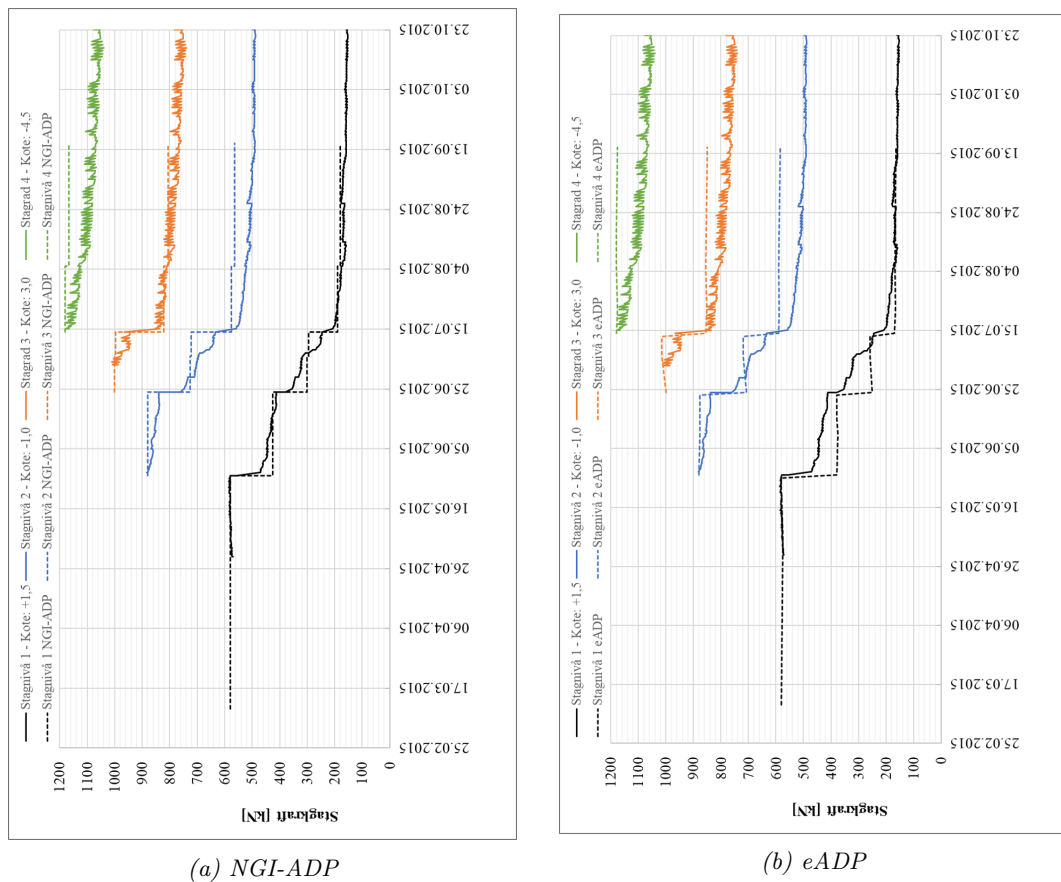 Stagnivå 1 - Kote: +1,5
Stagnivå 2 - Kote: -1,0
Stagrad 3 - Kote: 3,0
Stagrad 4 - Kote: -4,5
Stagnivå 1 NGI-ADP
Stagnivå 2 NGI-ADP
Stagnivå 3 NGI-ADP
Stagnivå 4 NGI-ADP
Stagkraft [kN]
1200
1100
1000
900
800
700
600
500
400
300
200
100
0
25.02.2015
17.03.2015
06.04.2015
26.04.2015
16.05.2015
05.06.2015
25.06.2015
15.07.2015
04.08.2015
24.08.2015
13.09.2015
03.10.2015
23.10.2015
(a) NGI-ADP
Stagnivå 1 - Kote: +1,5
Stagnivå 2 - Kote: -1,0
Stagrad 3 - Kote: 3,0
Stagrad 4 - Kote: -4,5
Stagnivå 1 eADP
Stagnivå 2 eADP
Stagnivå 3 eADP
Stagnivå 4 eADP
Stagkraft [kN]
1200
1100
1000
900
800
700
600
500
400
300
200
100
0
25.02.2015
17.03.2015
06.04.2015
26.04.2015
16.05.2015
05.06.2015
25.06.2015
15.07.2015
04.08.2015
24.08.2015
13.09.2015
03.10.2015
23.10.2015
(b) eADP